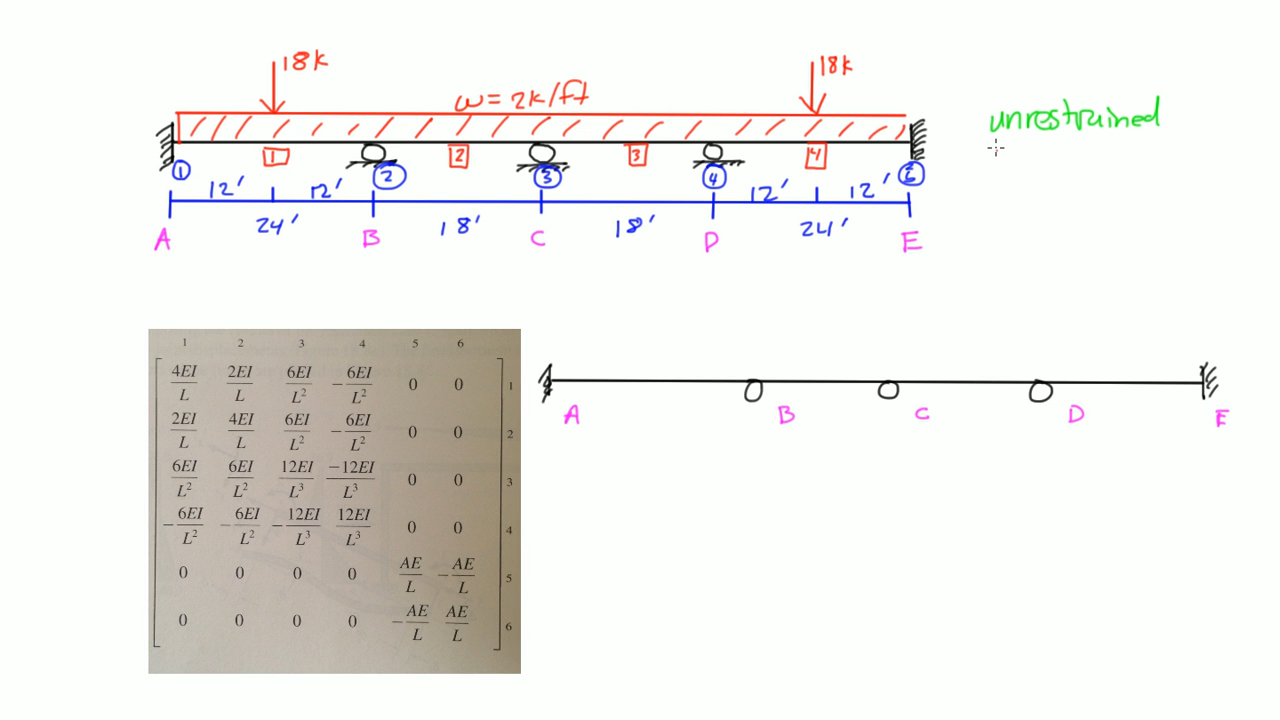 18k 18k
w= 2k/ft
unrestrained
1 2 3 4
1 2 3 4 5
12' 12' 12' 12'
24' 18' 18' 24'
A B C D E
1 2 3 4 5 6
4EI/L 2EI/L 6EI/L² -6EI/L² 0 0 1
2EI/L 4EI/L 6EI/L² -6EI/L² 0 0 2
6EI/L² 6EI/L² 12EI/L³ -12EI/L³ 0 0 3
-6EI/L² -6EI/L² -12EI/L³ 12EI/L³ 0 0 4
0 0 0 0 AE/L -AE/L 5
0 0 0 0 -AE/L AE/L 6
A B C D E